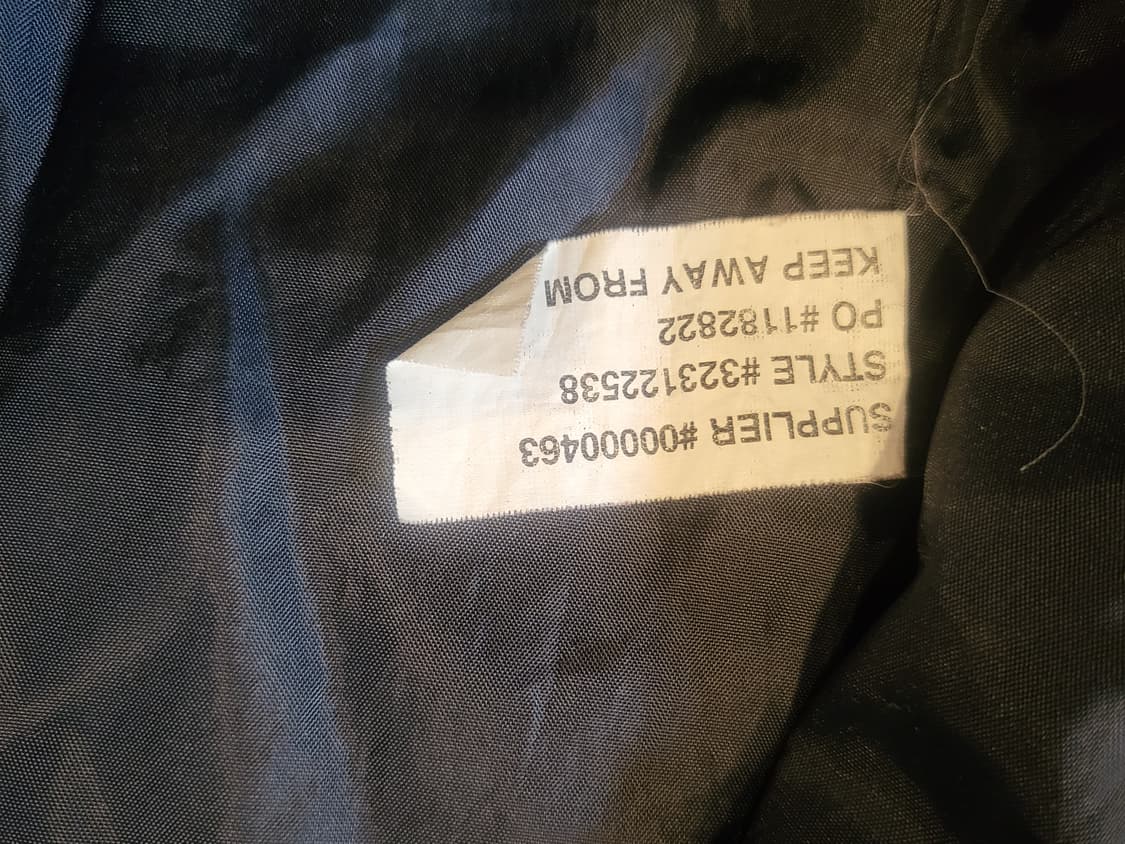 SUPPLIER #00000463
STYLE #323122538
PO #1182822
KEEP AWAY FROM